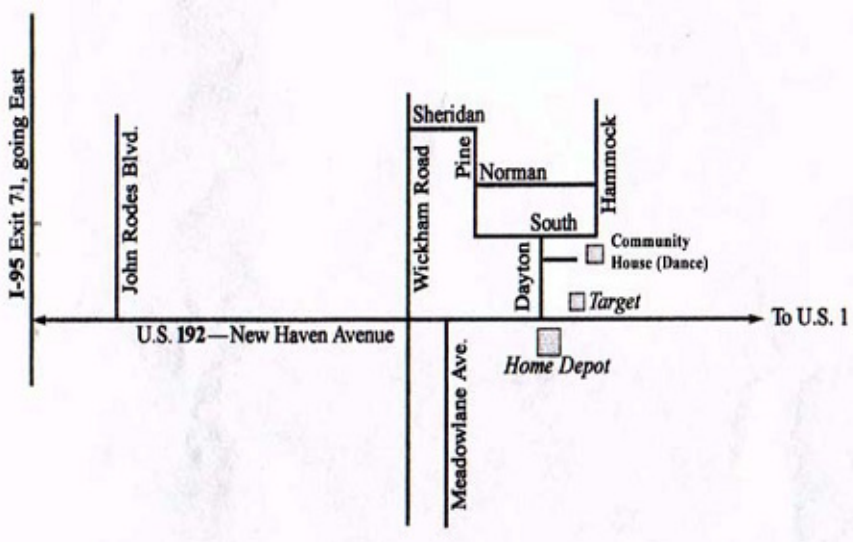 I-95 Exit 71, going East
John Rodes Blvd.
Wickham Road
Sheridan
Pine
Norman
Hammock
South
Dayton
Community
House (Dance)
Target
To U.S. 1
U.S. 192—New Haven Avenue
Home Depot
Meadowlane Ave.